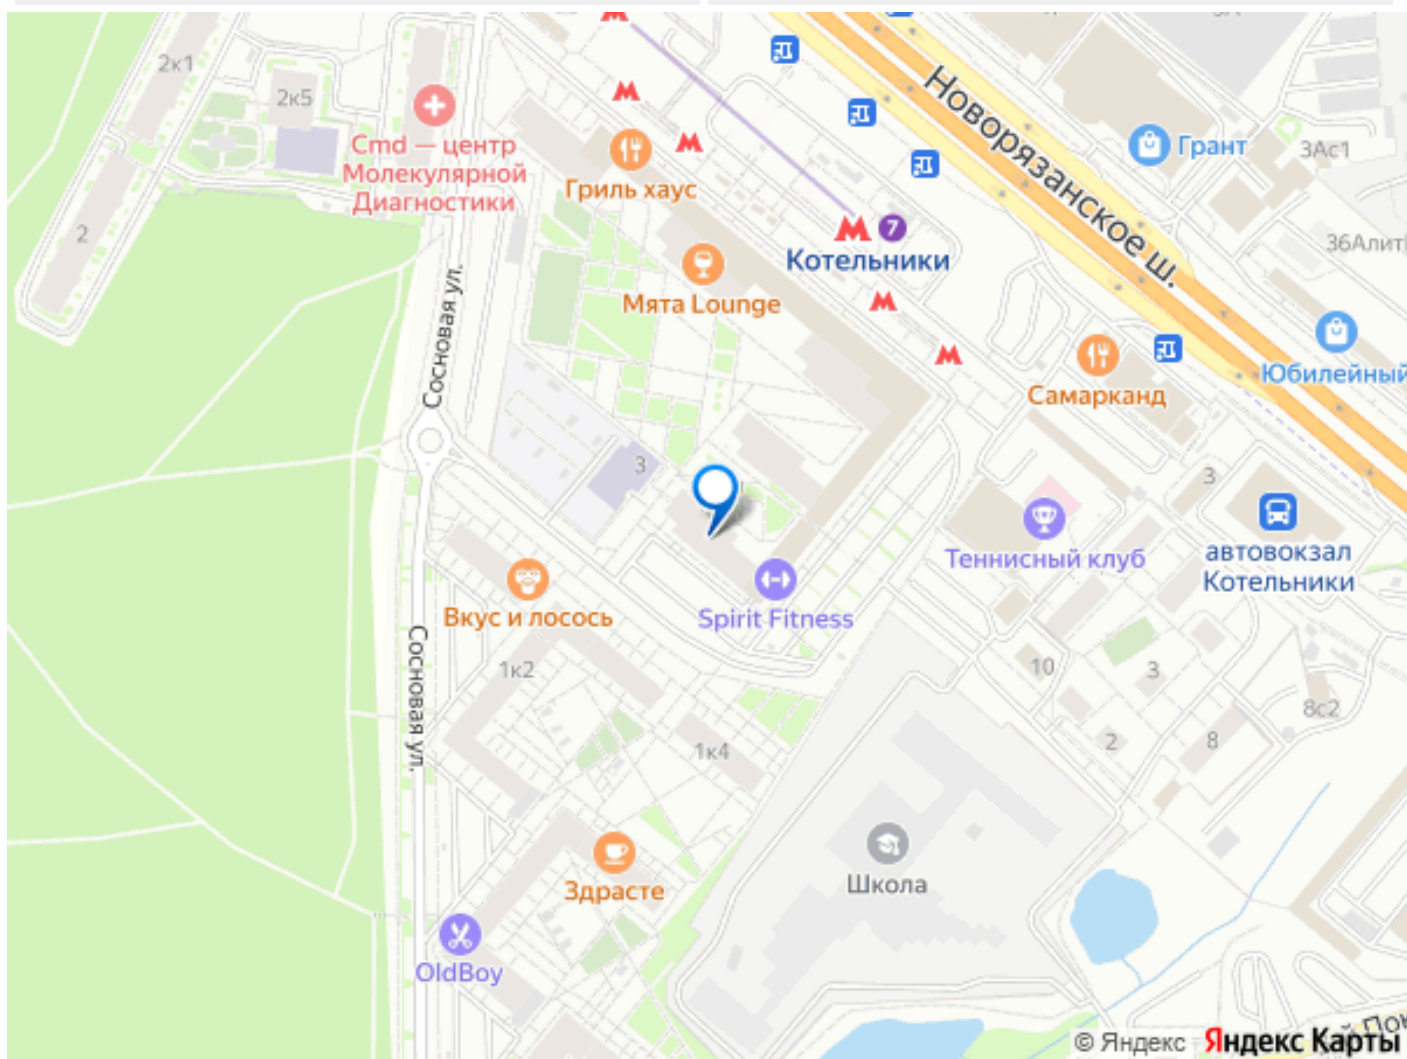 2к1
2к5
Cmd — центр
Молекулярной
Диагностики
Гриль хаус
Новорязанское ш.
Грант
3Ас1
2
7
Котельники
36Алит
Мята Lounge
Сосновая ул.
Самарканд
Юбилейный
3
3
Теннисный клуб
автовокзал
Котельники
Вкус и лосось
Spirit Fitness
Сосновая ул.
1к2
10
3
8с2
1к4
2
8
Школа
Здрасте
OldBoy
© Яндекс Яндекс Карты